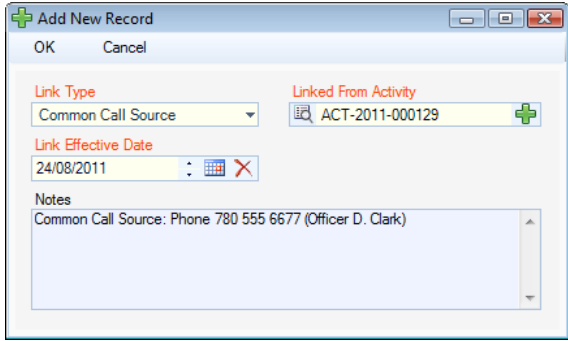 Add New Record
OK Cancel
Link Type Linked From Activity
Common Call Source ACT-2011-000129
Link Effective Date
24/08/2011
Notes
Common Call Source: Phone 780 555 6677 (Officer D. Clark)